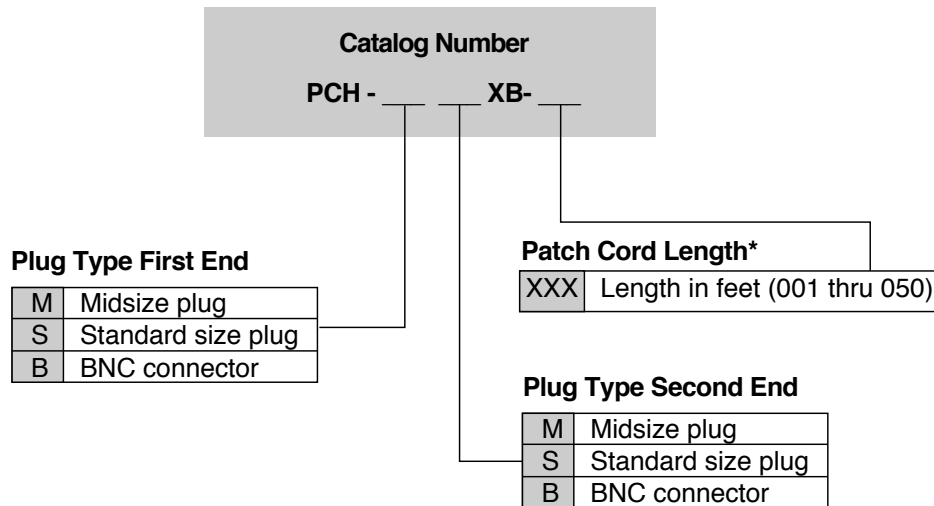 Catalog Number
PCH - ___ ___ XB- ___
Plug Type First End
M Midsize plug
S Standard size plug
B BNC connector
Patch Cord Length*
XXX Length in feet (001 thru 050)
Plug Type Second End
M Midsize plug
S Standard size plug
B BNC connector